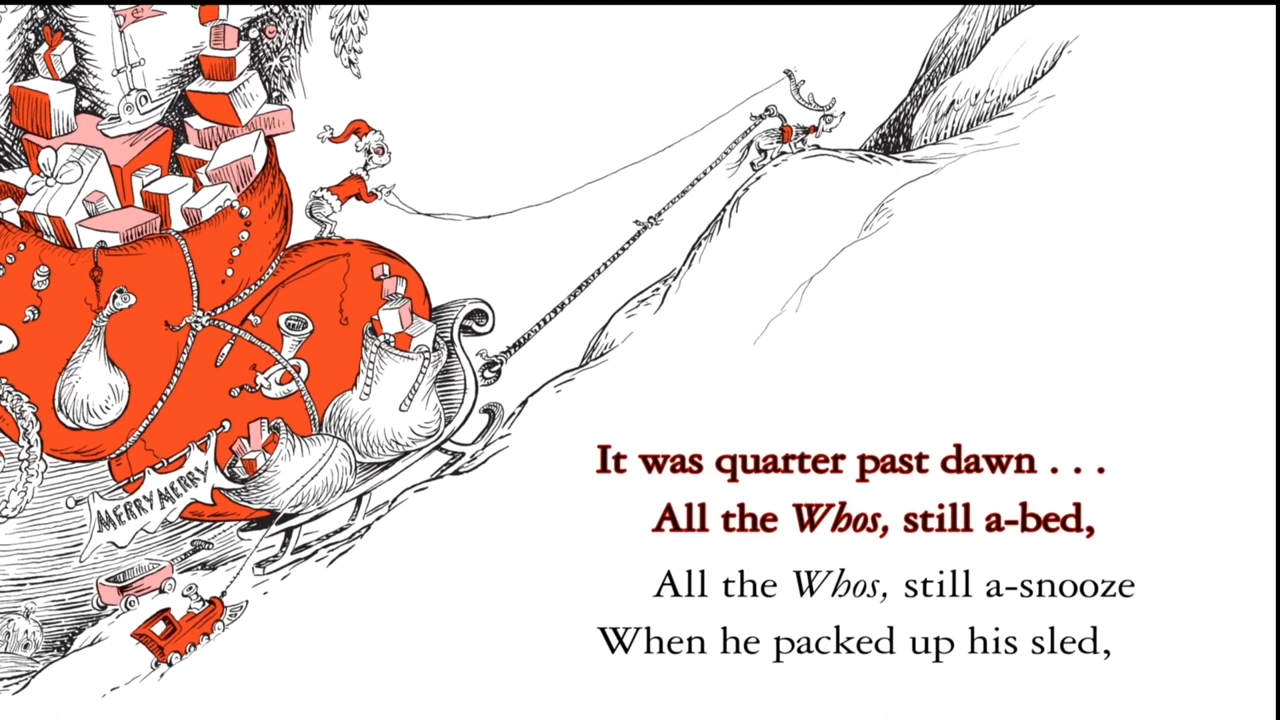 MERRY MERRY
It was quarter past dawn . . .
All the Whos, still a-bed,
All the Whos, still a-snooze
When he packed up his sled,